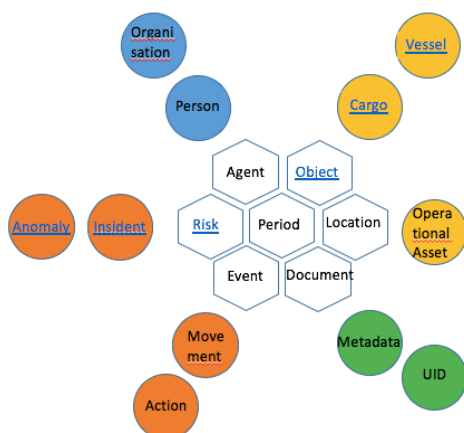 Organi
sation
Vessel
Person
Cargo
Agent
Object
Anomaly
Insident
Risk
Period
Location
Opera
tional
Asset
Event
Document
Move
ment
Metadata
Action
UID